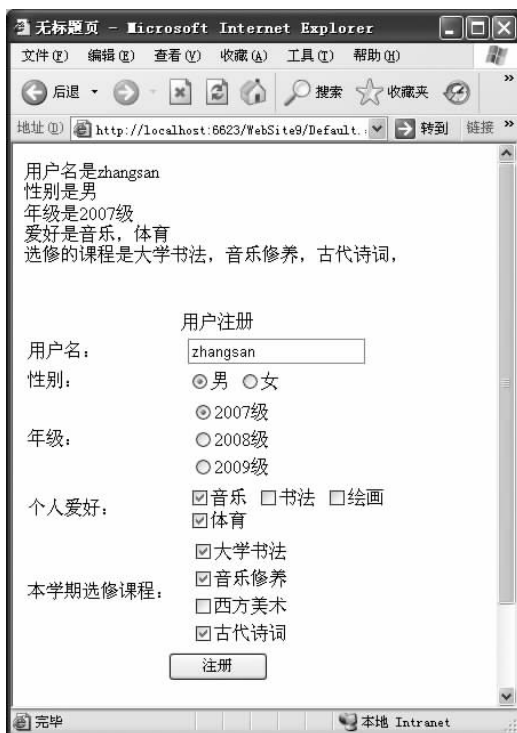 无标题页 - Microsoft Internet Explorer
文件(F) 编辑(E) 查看(V) 收藏(A) 工具(T) 帮助(H)
后退 搜索 收藏夹 »
地址(D) http://localhost:6623/WebSite9/Default. 转到 链接 »
用户名是zhangsan
性别是男
年级是2007级
爱好是音乐，体育
选修的课程是大学书法，音乐修养，古代诗词，
用户注册
用户名： zhangsan
性别： 男 女
2007级
年级： 2008级
2009级
个人爱好： 音乐 书法 绘画
体育
大学书法
音乐修养
本学期选修课程：
西方美术
古代诗词
注册
完毕 本地 Intranet